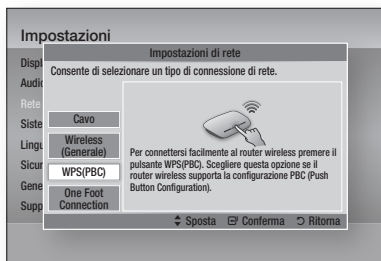 Impostazioni
Impostazioni di rete
Consente di selezionare un tipo di connessione di rete.
Displ
Audio
Rete
Siste
Lingu
Sicur
Gene
Supp
Cavo
Wireless
(Generale)
WPS(PBC)
One Foot
Connection
Per connettersi facilmente al router wireless premere il
pulsante WPS(PBC). Scegliere questa opzione se il
router wireless supporta la configurazione PBC (Push
Button Configuration).
Sposta Conferma Ritorna